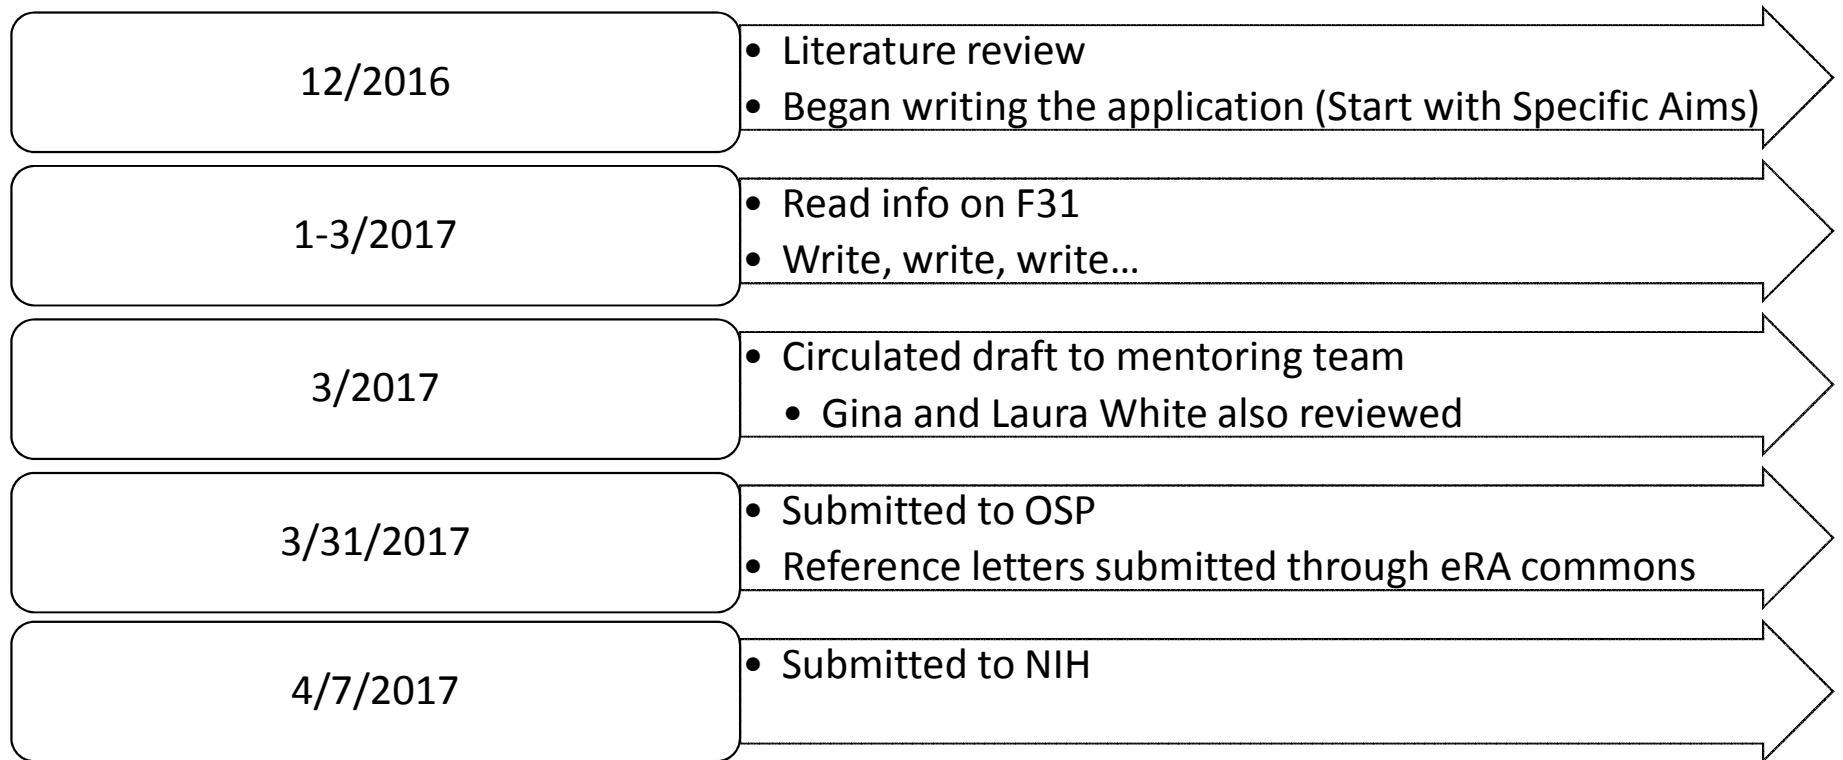 12/2016
• Literature review
• Began writing the application (Start with Specific Aims)
1-3/2017
• Read info on F31
• Write, write, write…
3/2017
• Circulated draft to mentoring team
• Gina and Laura White also reviewed
3/31/2017
• Submitted to OSP
• Reference letters submitted through eRA commons
4/7/2017
• Submitted to NIH